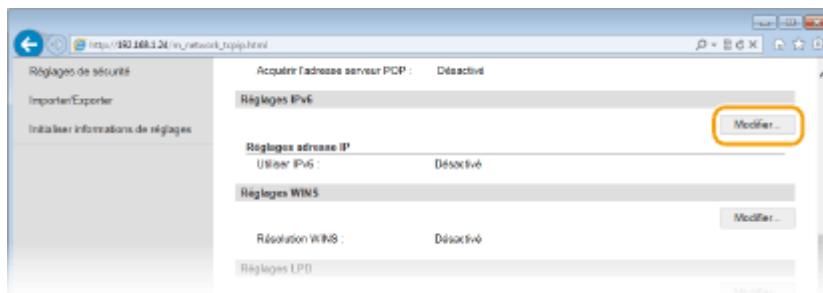 http://192.168.1.24/m_network_tcpip.html
Réglages de sécurité
Acquérir l'adresse serveur POP : Désactivé
Importer/Exporter
Réglages IPv6
Initialiser informations de réglages
Modifier...
Réglages adresse IP
Utiliser IPv6 : Désactivé
Réglages WINS
Modifier...
Résolution WINS : Désactivé
Réglages LPD
Modifier...